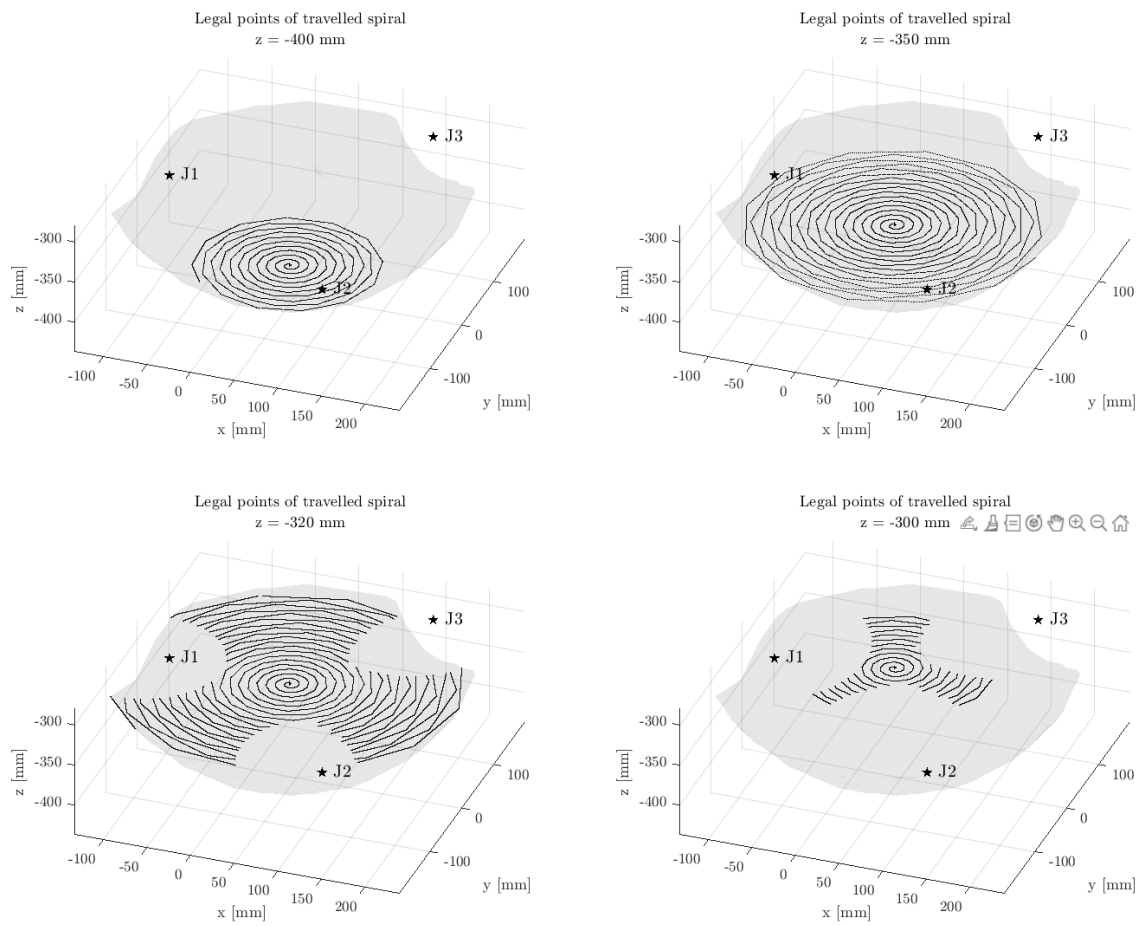 Legal points of travelled spiral
z = -400 mm
J3
J1
J2
-300
-350
-400
z [mm]
-100
-50
0
50
100
150
200
x [mm]
100
0
-100
y [mm]
Legal points of travelled spiral
z = -350 mm
J3
J1
J2
-300
-350
-400
z [mm]
-100
-50
0
50
100
150
200
x [mm]
100
0
-100
y [mm]
Legal points of travelled spiral
z = -320 mm
J3
J1
J2
-300
-350
-400
z [mm]
-100
-50
0
50
100
150
200
x [mm]
100
0
-100
y [mm]
Legal points of travelled spiral
z = -300 mm
J3
J1
J2
-300
-350
-400
z [mm]
-100
-50
0
50
100
150
200
x [mm]
100
0
-100
y [mm]